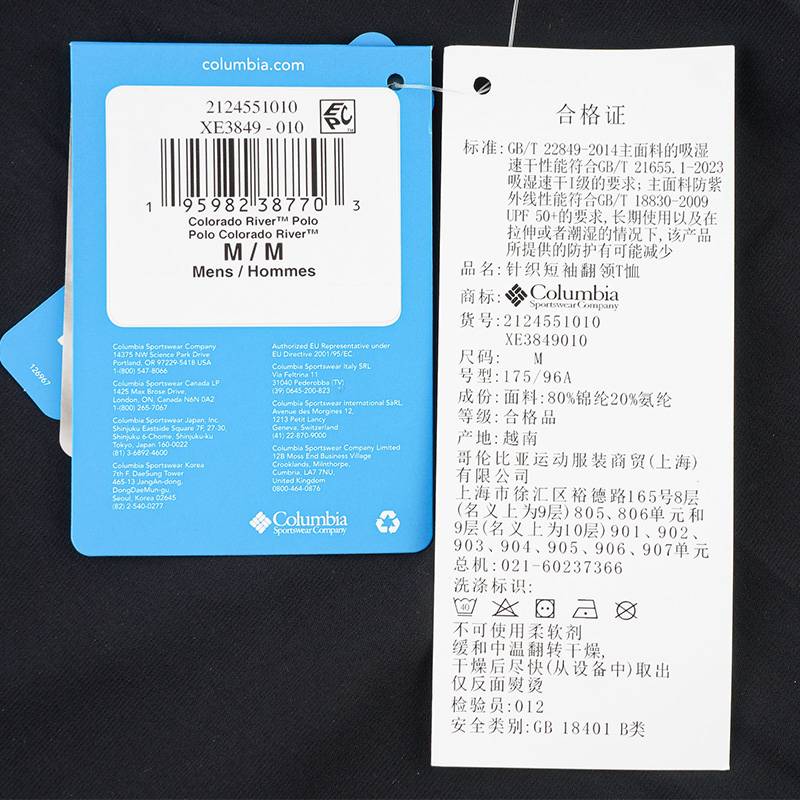 columbia.com
2124551010
XE3849 - 010
EPC
1 95982 38770 3
Colorado River™ Polo
Polo Colorado River™
M / M
Mens / Hommes
Columbia Sportswear Company
14375 NW Science Park Drive
Portland, OR 97229-5418 USA
1-(800) 547-8066
Columbia Sportswear Canada LP
1425 Max Brose Drive,
London, ON. Canada N6N 0A2
1-(800) 265-7067
Columbia Sportswear Japan, Inc.
Shinjuku Eastside Square 7F, 27-30,
Shinjuku 6-Chome, Shinjuku-ku
Tokyo, Japan 160-0022
(81) 3-6892-4600
Columbia Sportswear Korea
7th F. DaeSung Tower
465-13 JangAn-dong,
DongDaeMun-gu
Seoul, Korea 02645
(82) 2-540-0277
Authorized EU Representative under
EU Directive 2001/95/EC
Columbia Sportswear Italy SRL
Via Feltrina 11
31040 Pederobba (TV)
(39) 0645-200-823
Columbia Sportswear International SàRL
Avenue des Morgines 12,
1213 Petit Lancy
Geneva, Switzerland
(41) 22-870-9000
Columbia Sportswear Company Limited
12B Moss End Business Village
Crooklands, Milnthorpe,
Cumbria, LA7 7NU,
United Kingdom
0800-464-0876
Columbia
Sportswear Company
126967
合格证
标准:GB/T 22849-2014主面料的吸湿
速干性能符合GB/T 21655.1-2023
吸湿速干I级的要求;主面料防紫
外线性能符合GB/T 18830-2009
UPF 50+的要求,长期使用以及在
拉伸或者潮湿的情况下,该产品
所提供的防护有可能减少
品名:针织短袖翻领T恤
商标:Columbia
Sportswear Company
货号:2124551010
XE3849010
尺码: M
号型:175/96A
成份:面料:80%锦纶20%氨纶
等级:合格品
产地:越南
哥伦比亚运动服装商贸(上海)
有限公司
上海市徐汇区裕德路165号8层
(名义上为9层)805、806单元和
9层(名义上为10层)901、902、
903、904、905、906、907单元
总机:021-60237366
洗涤标识:
40
不可使用柔软剂
缓和中温翻转干燥,
干燥后尽快(从设备中)取出
仅反面熨烫
检验员:012
安全类别:GB 18401 B类